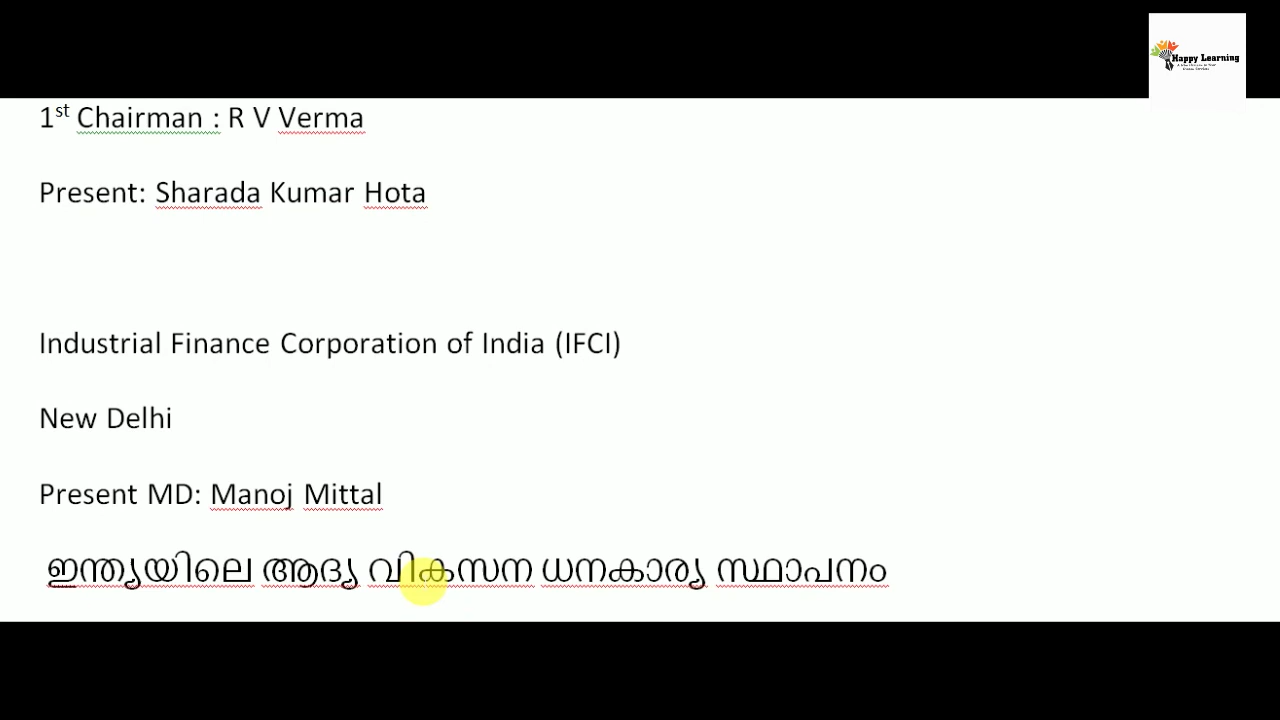 Happy Learning
1st Chairman : R V Verma
Present: Sharada Kumar Hota
Industrial Finance Corporation of India (IFCI)
New Delhi
Present MD: Manoj Mittal
ഇന്ത്യയിലെ ആദ്യ വികസന ധനകാര്യ സ്ഥാപനം